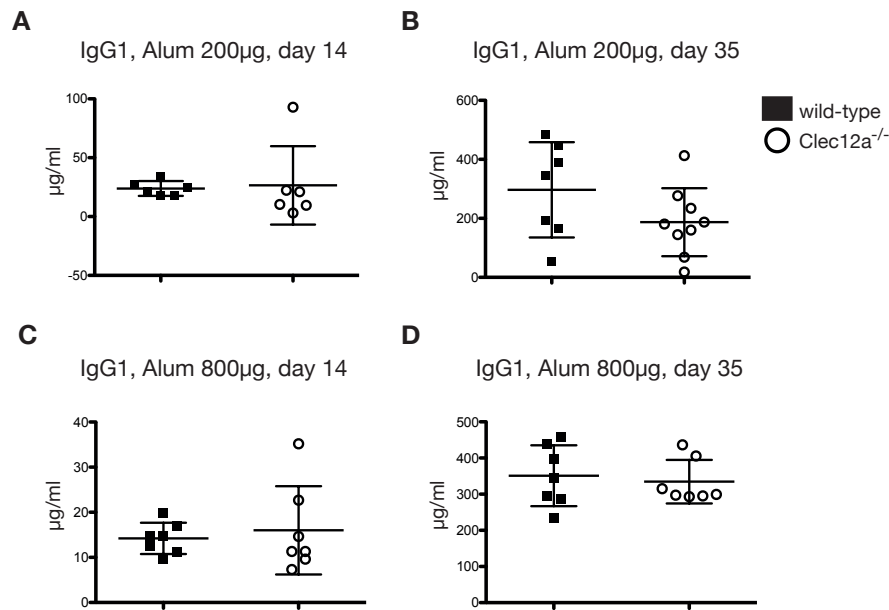 A
IgG1, Alum 200µg, day 14
100
50
0
-50
µg/ml
B
IgG1, Alum 200µg, day 35
600
400
200
0
µg/ml
wild-type
Clec12a-/-
C
IgG1, Alum 800µg, day 14
40
30
20
10
0
µg/ml
D
IgG1, Alum 800µg, day 35
500
400
300
200
100
0
µg/ml